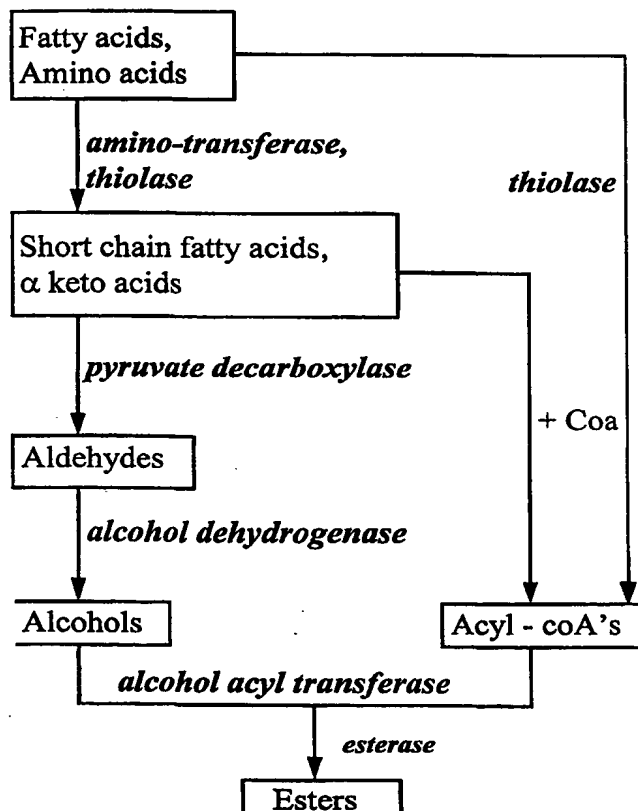 Fatty acids,
Amino acids
amino-transferase,
thiolase
thiolase
Short chain fatty acids,
α keto acids
pyruvate decarboxylase
+ Coa
Aldehydes
alcohol dehydrogenase
Alcohols
Acyl - coA's
alcohol acyl transferase
esterase
Esters